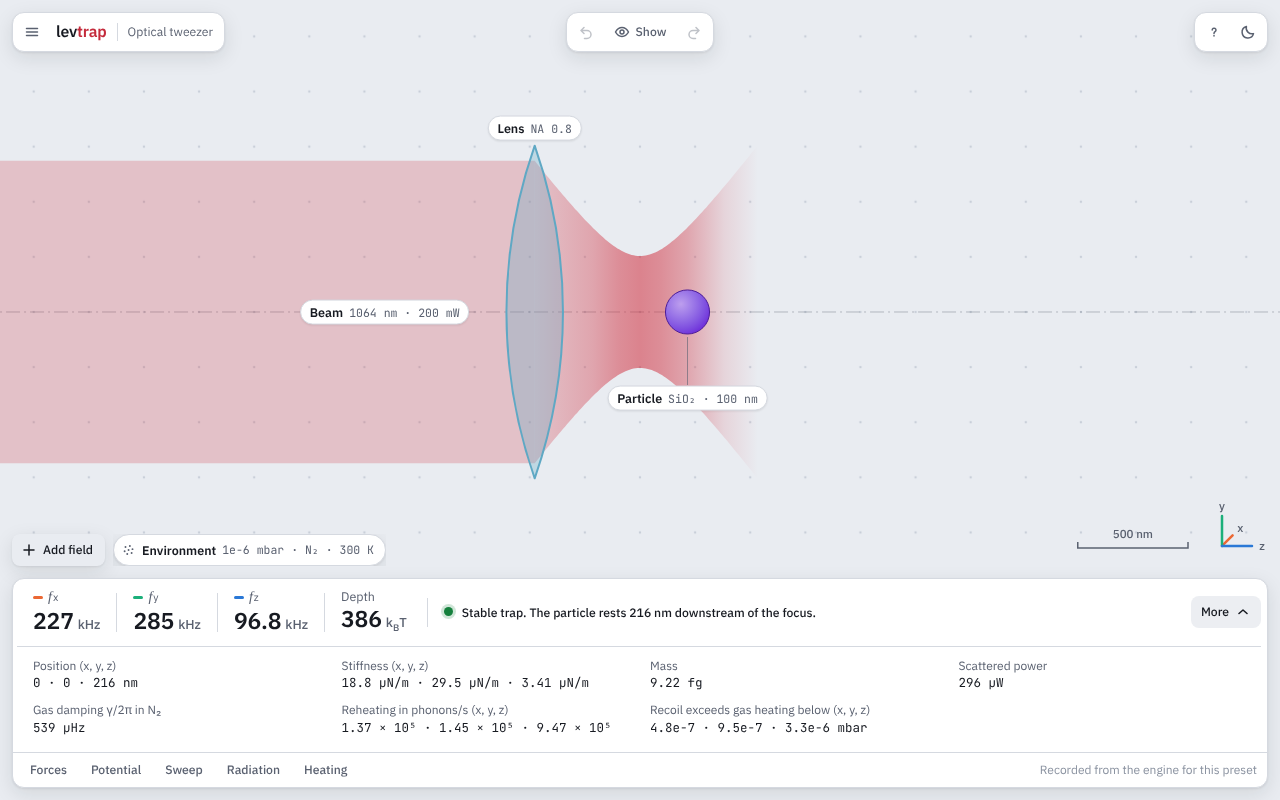 levtrap Optical tweezer
Show
?
Lens NA 0.8
Beam 1064 nm · 200 mW
Particle SiO₂ · 100 nm
500 nm
y
x
z
Add field
Environment 1e-6 mbar · N₂ · 300 K
fx
227 kHz
fy
285 kHz
fz
96.8 kHz
Depth
386 k_BT
Stable trap. The particle rests 216 nm downstream of the focus.
More
Position (x, y, z)
0 · 0 · 216 nm
Stiffness (x, y, z)
18.8 µN/m · 29.5 µN/m · 3.41 µN/m
Mass
9.22 fg
Scattered power
296 µW
Gas damping γ/2π in N₂
539 µHz
Reheating in phonons/s (x, y, z)
1.37 × 10⁵ · 1.45 × 10⁵ · 9.47 × 10⁵
Recoil exceeds gas heating below (x, y, z)
4.8e-7 · 9.5e-7 · 3.3e-6 mbar
Forces Potential Sweep Radiation Heating
Recorded from the engine for this preset